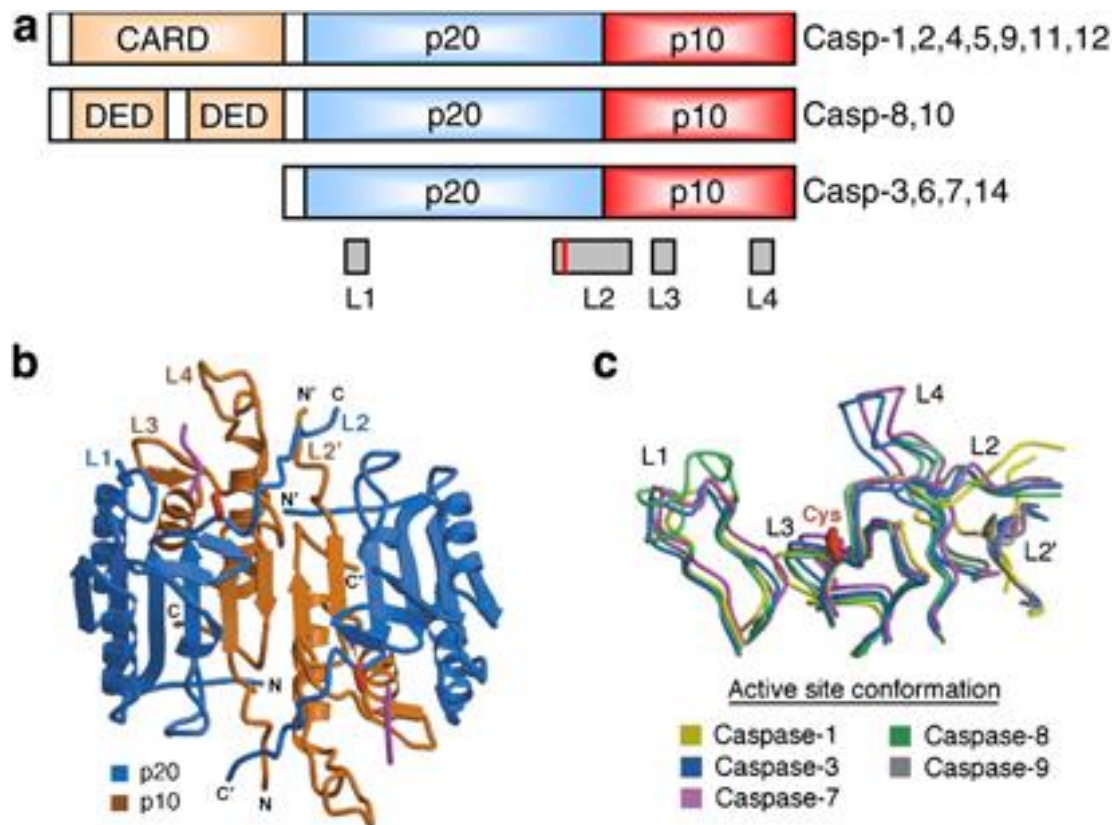 a
CARD p20 p10 Casp-1,2,4,5,9,11,12
DED DED p20 p10 Casp-8,10
p20 p10 Casp-3,6,7,14
L1 L2 L3 L4
b
L4
N' C
L3 L2
L1 L2'
N'
C'
C
N
C' N
p20
p10
c
L4
L1 L2
L3 Cys
L2'
Active site conformation
Caspase-1 Caspase-8
Caspase-3 Caspase-9
Caspase-7